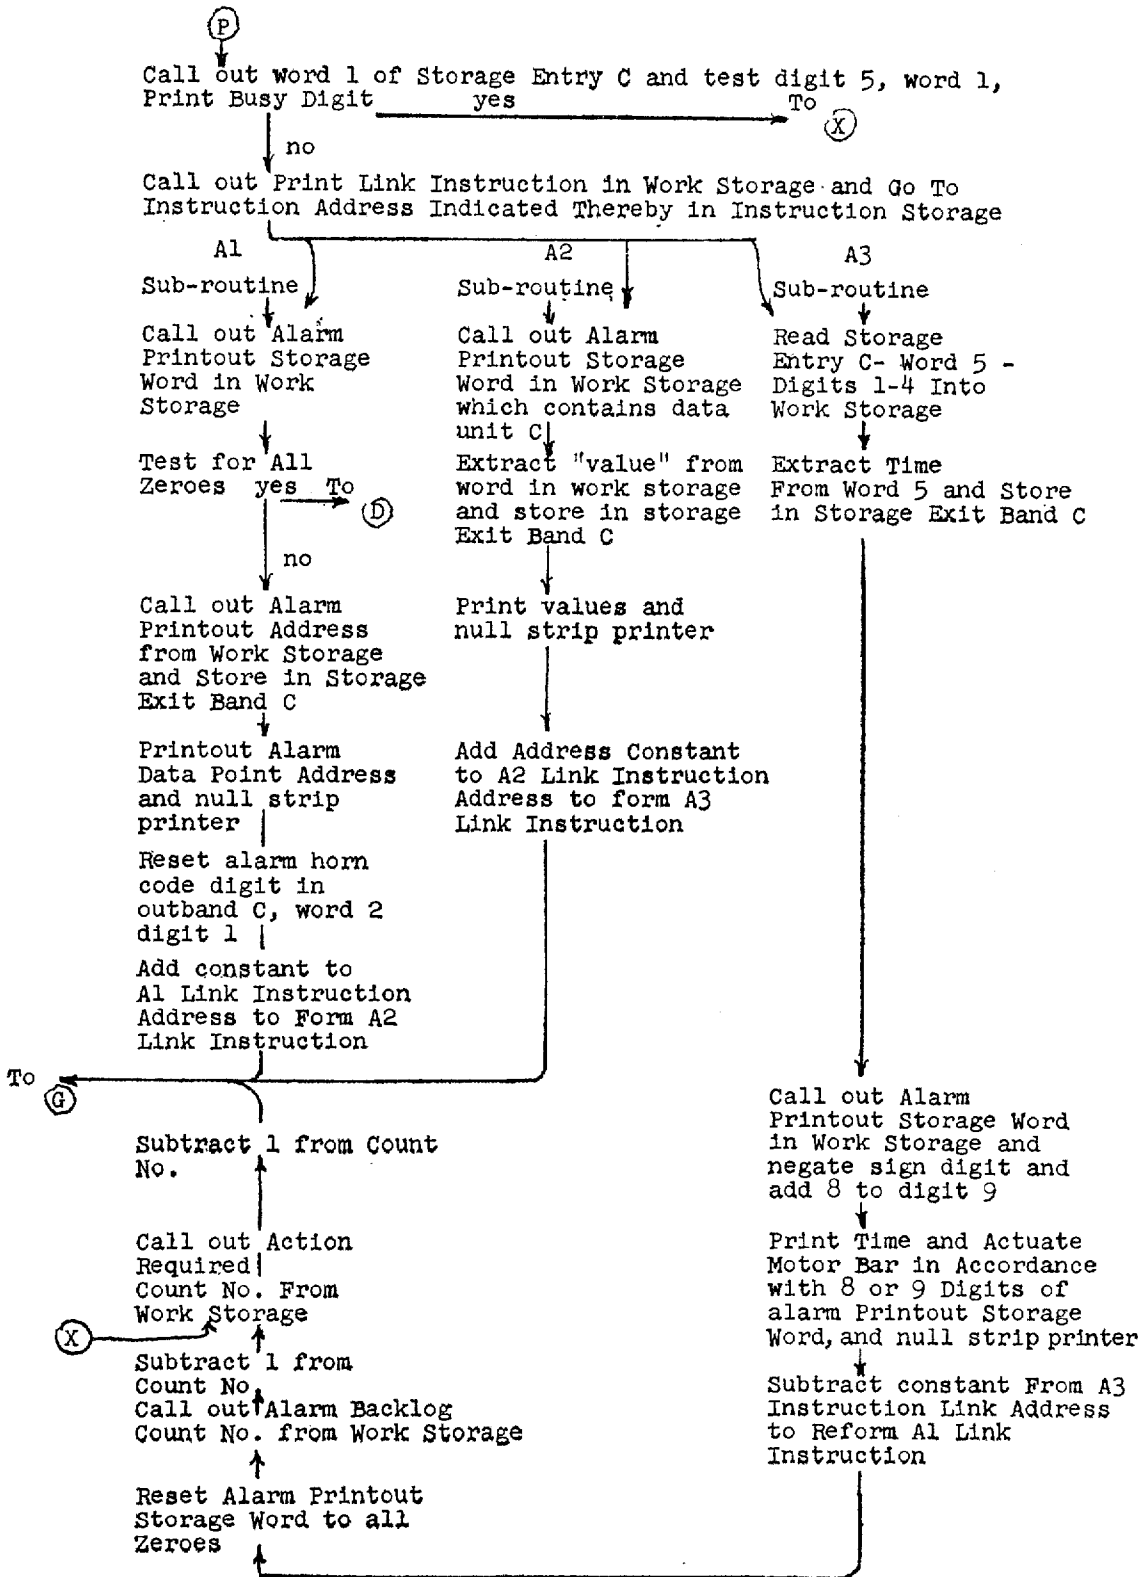 P
Call out word 1 of Storage Entry C and test digit 5, word 1,
Print Busy Digit yes To
X
no
Call out Print Link Instruction in Work Storage and Go To
Instruction Address Indicated Thereby in Instruction Storage
A1
Sub-routine
Call out Alarm
Printout Storage
Word in Work
Storage
Test for All
Zeroes yes To
D
no
Call out Alarm
Printout Address
from Work Storage
and Store in Storage
Exit Band C
Printout Alarm
Data Point Address
and null strip
printer
Reset alarm horn
code digit in
outband C, word 2
digit 1
Add constant to
A1 Link Instruction
Address to Form A2
Link Instruction
A2
Sub-routine
Call out Alarm
Printout Storage
Word in Work Storage
which contains data
unit C
Extract "value" from
word in work storage
and store in storage
Exit Band C
Print values and
null strip printer
Add Address Constant
to A2 Link Instruction
Address to form A3
Link Instruction
A3
Sub-routine
Read Storage
Entry C- Word 5 -
Digits 1-4 Into
Work Storage
Extract Time
From Word 5 and Store
in Storage Exit Band C
Call out Alarm
Printout Storage Word
in Work Storage and
negate sign digit and
add 8 to digit 9
Print Time and Actuate
Motor Bar in Accordance
with 8 or 9 Digits of
alarm Printout Storage
Word, and null strip printer
Subtract constant From A3
Instruction Link Address
to Reform A1 Link
Instruction
To
G
Subtract 1 from Count
No.
Call out Action
Required
Count No. From
Work Storage
X
Subtract 1 from
Count No.
Call out Alarm Backlog
Count No. from Work Storage
Reset Alarm Printout
Storage Word to all
Zeroes